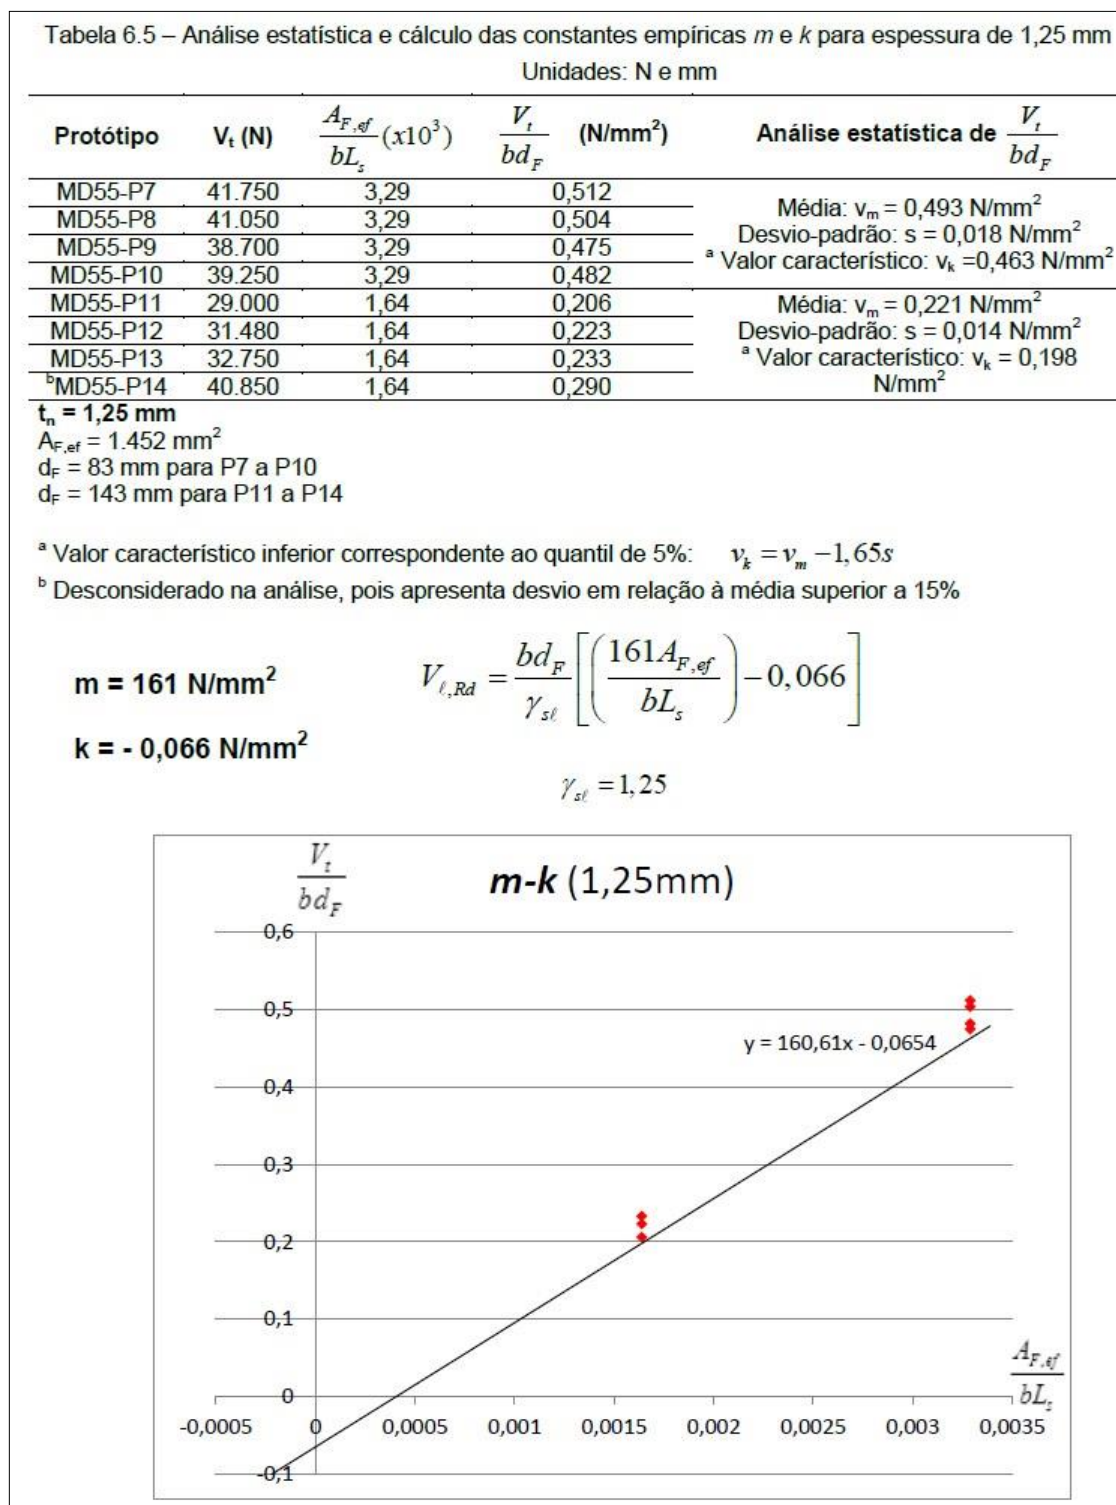 Tabela 6.5 – Análise estatística e cálculo das constantes empíricas m e k para espessura de 1,25 mm
Unidades: N e mm
Protótipo V_t (N) A_{F,ef}/bL_s (x10³) V_t/bd_F (N/mm²) Análise estatística de V_t/bd_F
MD55-P7 41.750 3,29 0,512
MD55-P8 41.050 3,29 0,504
MD55-P9 38.700 3,29 0,475
MD55-P10 39.250 3,29 0,482
Média: v_m = 0,493 N/mm²
Desvio-padrão: s = 0,018 N/mm²
ᵃ Valor característico: v_k =0,463 N/mm²
MD55-P11 29.000 1,64 0,206
MD55-P12 31.480 1,64 0,223
MD55-P13 32.750 1,64 0,233
ᵇMD55-P14 40.850 1,64 0,290
Média: v_m = 0,221 N/mm²
Desvio-padrão: s = 0,014 N/mm²
ᵃ Valor característico: v_k = 0,198
N/mm²
t_n = 1,25 mm
A_{F,ef} = 1.452 mm²
d_F = 83 mm para P7 a P10
d_F = 143 mm para P11 a P14
ᵃ Valor característico inferior correspondente ao quantil de 5%: v_k = v_m − 1,65s
ᵇ Desconsiderado na análise, pois apresenta desvio em relação à média superior a 15%
m = 161 N/mm²
V_{ℓ,Rd} = bd_F/γ_{sℓ} [(161A_{F,ef}/bL_s) − 0,066]
k = - 0,066 N/mm²
γ_{sℓ} = 1,25
V_t/bd_F
m-k (1,25mm)
0,6
0,5
y = 160,61x - 0,0654
0,4
0,3
0,2
0,1
A_{F,ef}/bL_s
0
-0,0005 0 0,0005 0,001 0,0015 0,002 0,0025 0,003 0,0035
-0,1